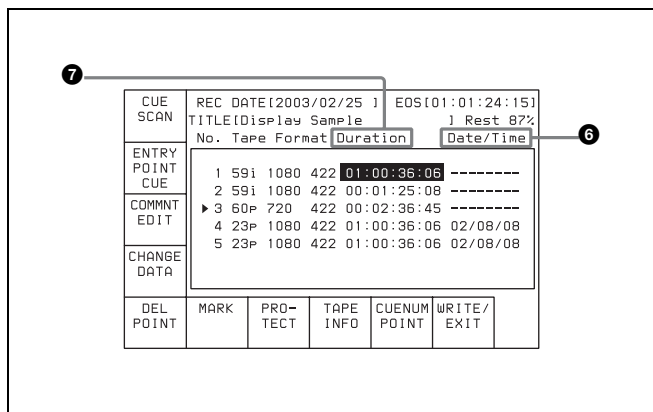 ❼
❻
CUE SCAN
REC DATE[2003/02/25 ] EOS[01:01:24:15]
TITLE[Display Sample ] Rest 87%
No. Tape Format Duration Date/Time
ENTRY POINT CUE
1 59i 1080 422 01:00:36:06 --------
2 59i 1080 422 00:01:25:08 --------
▶ 3 60P 720 422 00:02:36:45 --------
4 23P 1080 422 01:00:36:06 02/08/08
5 23P 1080 422 01:00:36:06 02/08/08
COMMNT EDIT
CHANGE DATA
DEL POINT
MARK
PRO-TECT
TAPE INFO
CUENUM POINT
WRITE/EXIT